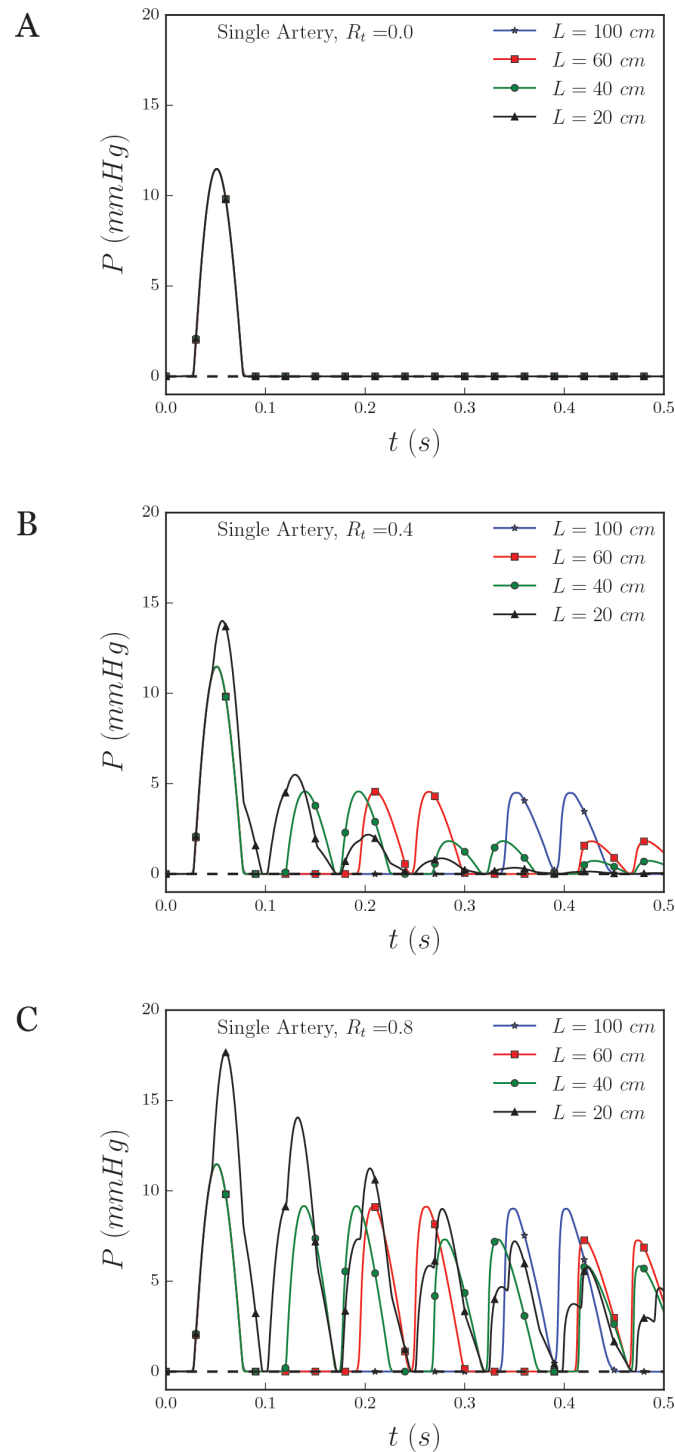 A
Single Artery, R_t =0.0
L = 100 cm
L = 60 cm
L = 40 cm
L = 20 cm
20
15
10
5
0
P (mmHg)
0.0 0.1 0.2 0.3 0.4 0.5
t (s)
B
Single Artery, R_t =0.4
L = 100 cm
L = 60 cm
L = 40 cm
L = 20 cm
20
15
10
5
0
P (mmHg)
0.0 0.1 0.2 0.3 0.4 0.5
t (s)
C
Single Artery, R_t =0.8
L = 100 cm
L = 60 cm
L = 40 cm
L = 20 cm
20
15
10
5
0
P (mmHg)
0.0 0.1 0.2 0.3 0.4 0.5
t (s)